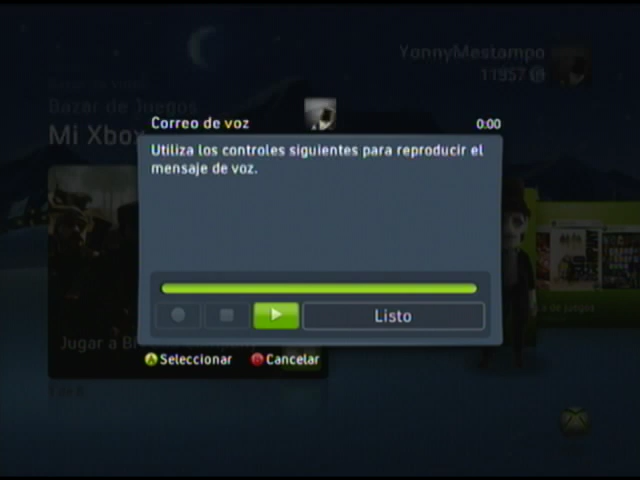 YonnyMestampo
11957 G
Bazar de Juegos
Mi Xbox
Correo de voz
0:00
Utiliza los controles siguientes para reproducir el
mensaje de voz.
Listo
Jugar a
A Seleccionar B Cancelar